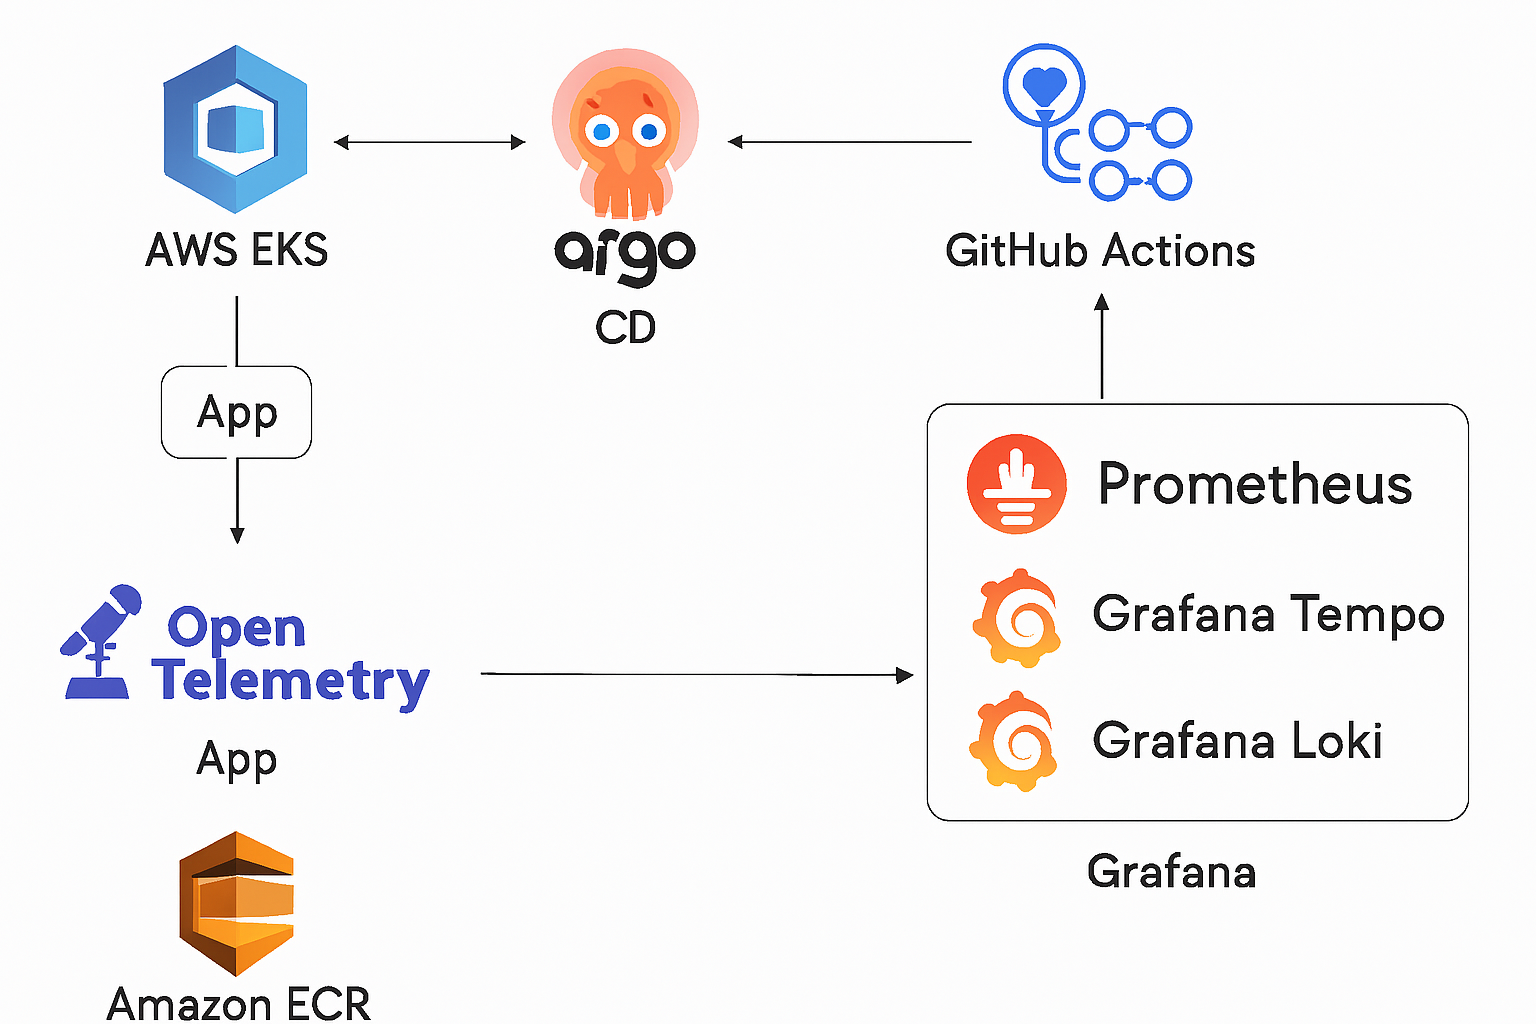 AWS EKS
argo
CD
GitHub Actions
App
Prometheus
Open
Telemetry
Grafana Tempo
Grafana Loki
App
Grafana
Amazon ECR